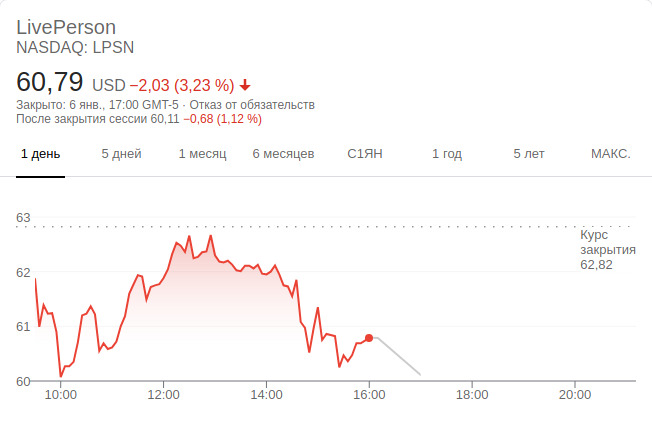 LivePerson
NASDAQ: LPSN
60,79 USD −2,03 (3,23 %)
Закрыто: 6 янв., 17:00 GMT-5 · Отказ от обязательств
После закрытия сессии 60,11 −0,68 (1,12 %)
1 день 5 дней 1 месяц 6 месяцев С1ЯН 1 год 5 лет МАКС.
63
Курс
закрытия
62,82
62
61
60
10:00 12:00 14:00 16:00 18:00 20:00